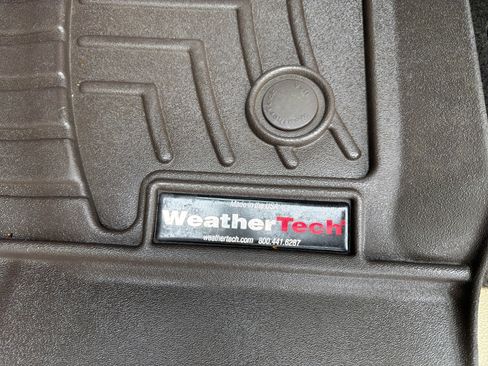 Made in the USA
WeatherTech
weathertech.com 800.441.6287